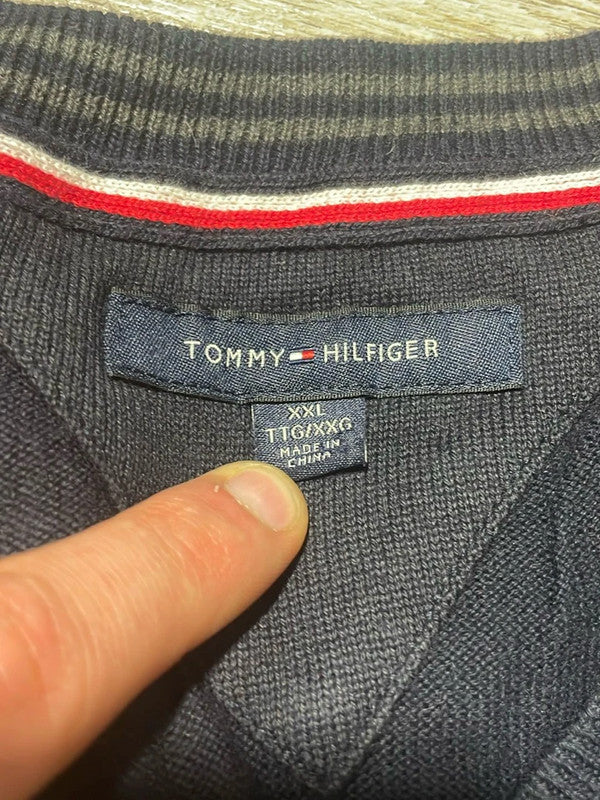 TOMMY HILFIGER
XXL
TTG/XXG
MADE IN
CHINA